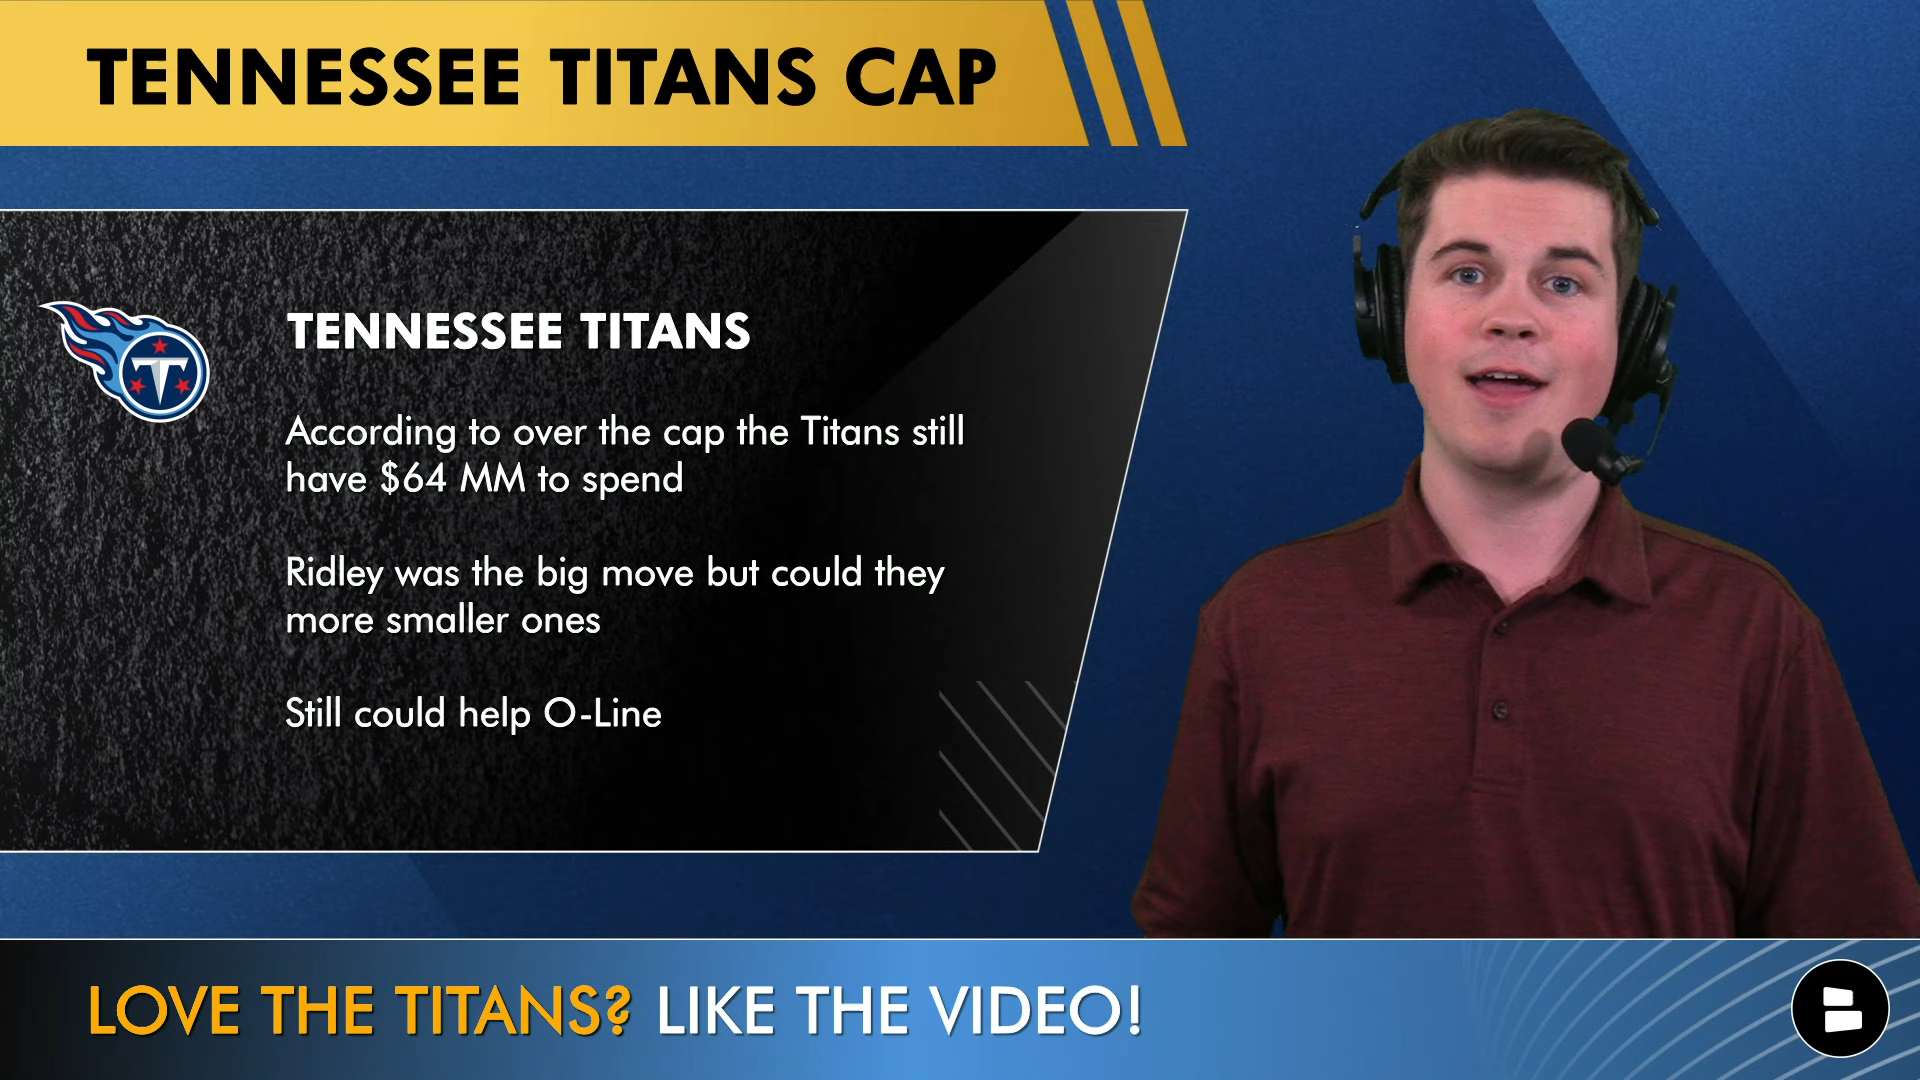 TENNESSEE TITANS CAP
TENNESSEE TITANS
According to over the cap the Titans still
have $64 MM to spend
Ridley was the big move but could they
more smaller ones
Still could help O-Line
LOVE THE TITANS? LIKE THE VIDEO!